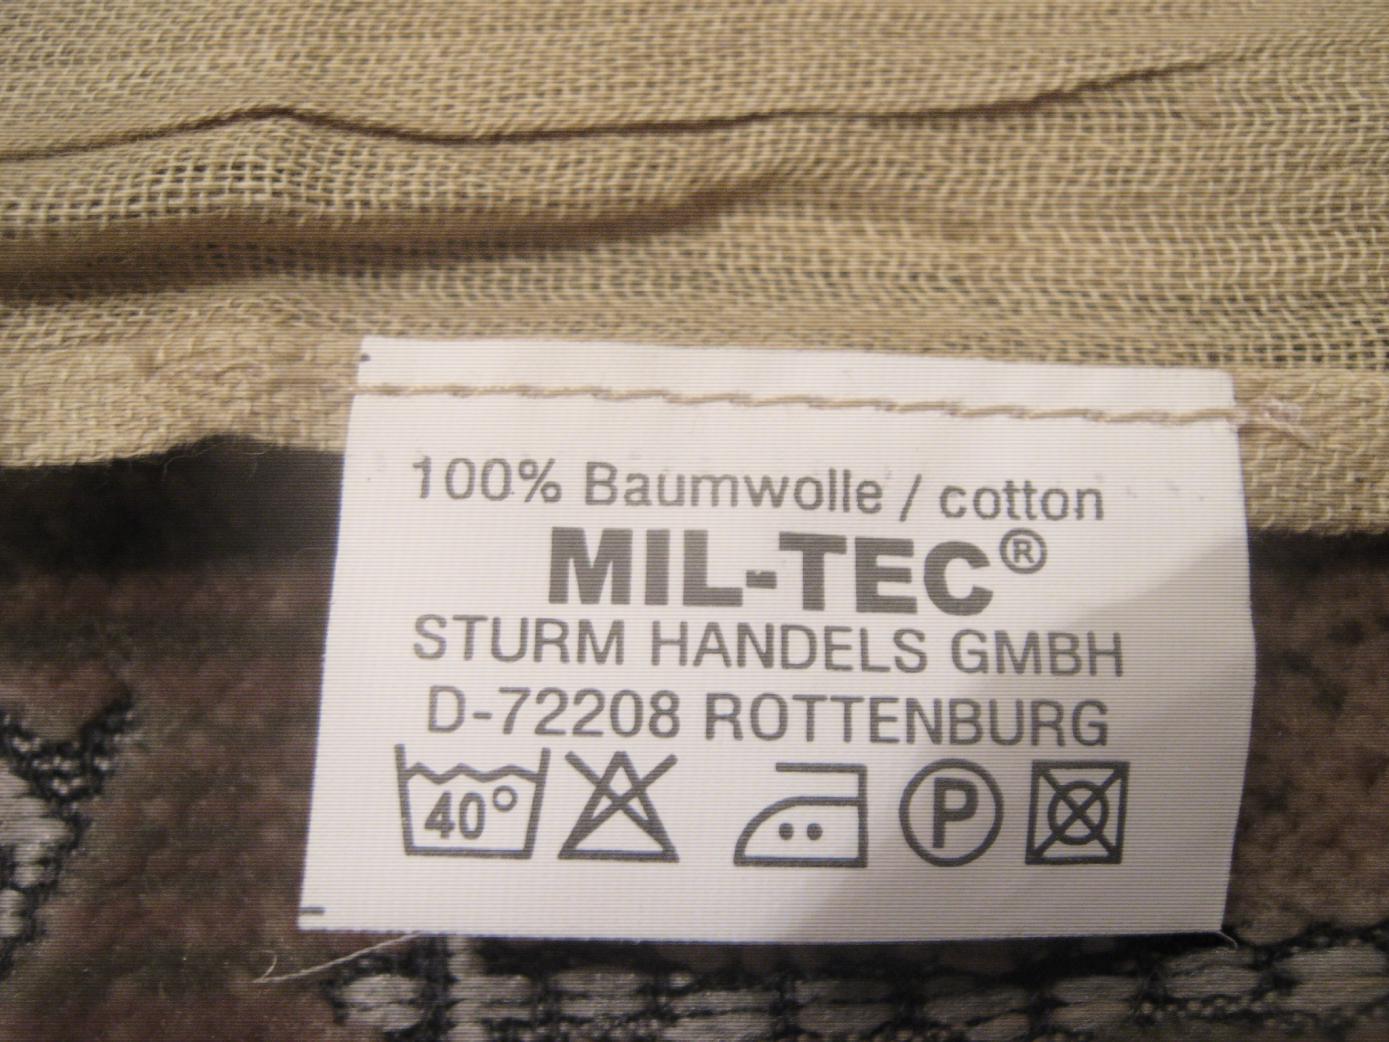 100% Baumwolle / cotton
MIL-TEC®
STURM HANDELS GMBH
D-72208 ROTTENBURG
40° P